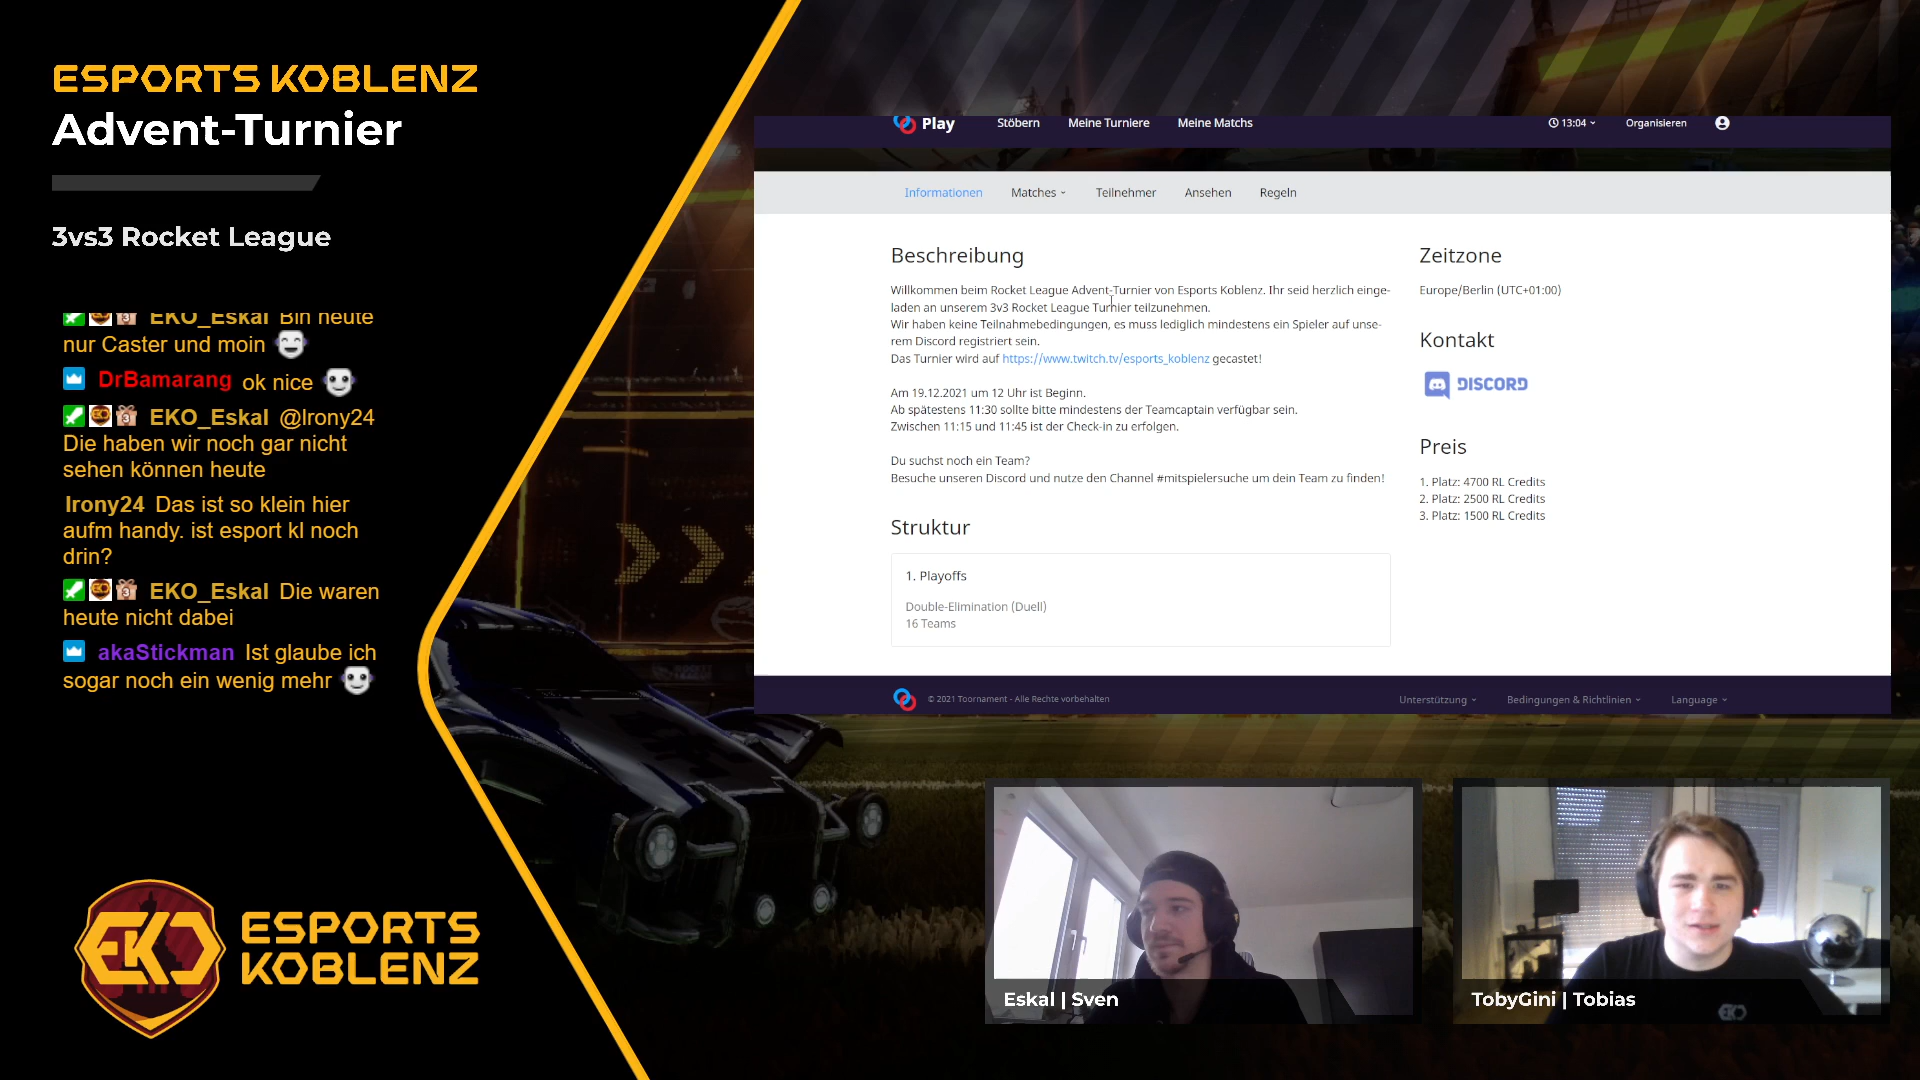 ESPORTS KOBLENZ
Advent-Turnier
3vs3 Rocket League
EKO_Eskal Bin heute
nur Caster und moin
DrBamarang ok nice
EKO_Eskal @Irony24
Die haben wir noch gar nicht
sehen können heute
Irony24 Das ist so klein hier
aufm handy. ist esport kl noch
drin?
EKO_Eskal Die waren
heute nicht dabei
akaStickman Ist glaube ich
sogar noch ein wenig mehr
EKO
ESPORTS
KOBLENZ
Play
Stöbern
Meine Turniere
Meine Matchs
13:04
Organisieren
Informationen
Matches
Teilnehmer
Ansehen
Regeln
Beschreibung
Willkommen beim Rocket League Advent-Turnier von Esports Koblenz. Ihr seid herzlich einge-
laden an unserem 3v3 Rocket League Turnier teilzunehmen.
Wir haben keine Teilnahmebedingungen, es muss lediglich mindestens ein Spieler auf unse-
rem Discord registriert sein.
Das Turnier wird auf https://www.twitch.tv/esports_koblenz gecastet!
Am 19.12.2021 um 12 Uhr ist Beginn.
Ab spätestens 11:30 sollte bitte mindestens der Teamcaptain verfügbar sein.
Zwischen 11:15 und 11:45 ist der Check-in zu erfolgen.
Du suchst noch ein Team?
Besuche unseren Discord und nutze den Channel #mitspielersuche um dein Team zu finden!
Struktur
1. Playoffs
Double-Elimination (Duell)
16 Teams
Zeitzone
Europe/Berlin (UTC+01:00)
Kontakt
DISCORD
Preis
1. Platz: 4700 RL Credits
2. Platz: 2500 RL Credits
3. Platz: 1500 RL Credits
© 2021 Toornament - Alle Rechte vorbehalten
Unterstützung
Bedingungen & Richtlinien
Language
Eskal | Sven
TobyGini | Tobias